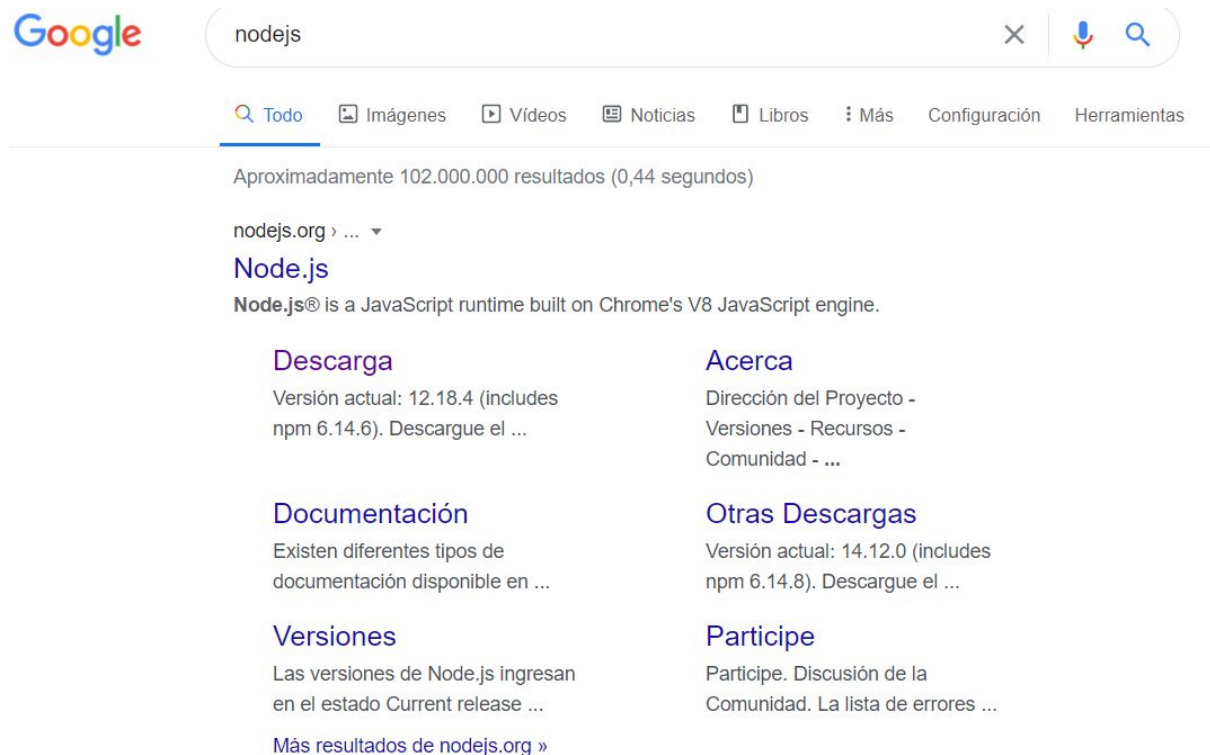 Google
nodejs
Todo Imágenes Vídeos Noticias Libros Más Configuración Herramientas
Aproximadamente 102.000.000 resultados (0,44 segundos)
nodejs.org › ...
Node.js
Node.js® is a JavaScript runtime built on Chrome's V8 JavaScript engine.
Descarga
Versión actual: 12.18.4 (includes
npm 6.14.6). Descargue el ...
Acerca
Dirección del Proyecto -
Versiones - Recursos -
Comunidad - ...
Documentación
Existen diferentes tipos de
documentación disponible en ...
Otras Descargas
Versión actual: 14.12.0 (includes
npm 6.14.8). Descargue el ...
Versiones
Las versiones de Node.js ingresan
en el estado Current release ...
Participe
Participe. Discusión de la
Comunidad. La lista de errores ...
Más resultados de nodejs.org »